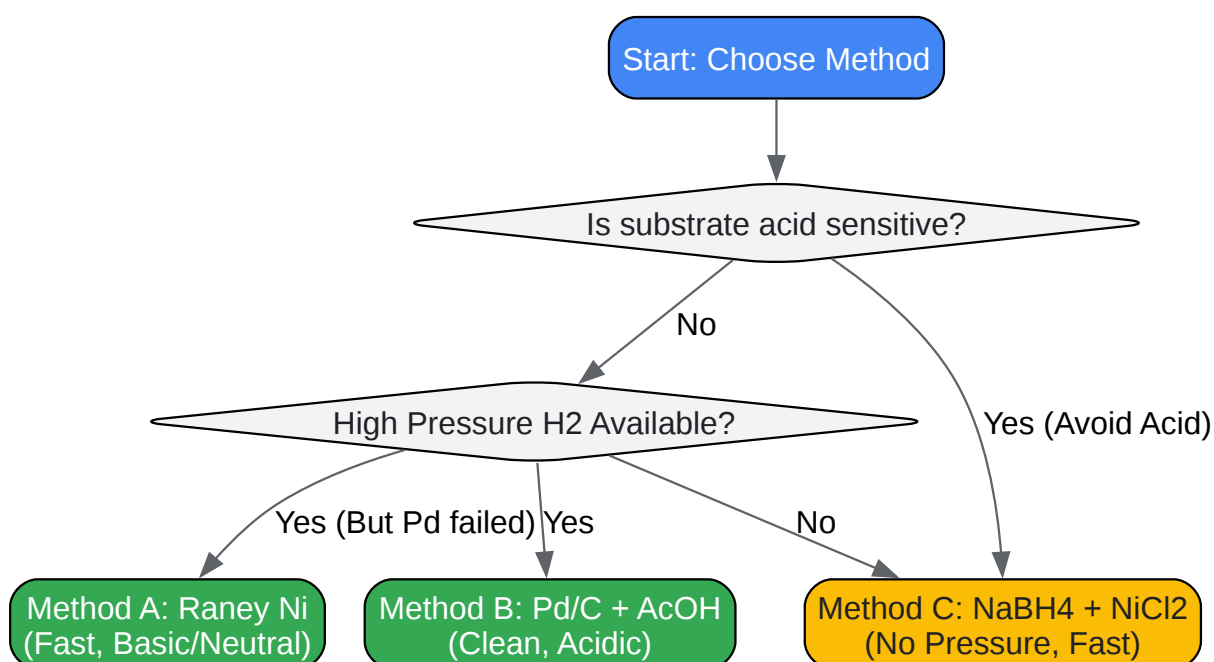 Start: Choose Method
Is substrate acid sensitive?
No
High Pressure H2 Available?
Yes (Avoid Acid)
Yes (But Pd failed)
Yes
No
Method A: Raney Ni
(Fast, Basic/Neutral)
Method B: Pd/C + AcOH
(Clean, Acidic)
Method C: NaBH4 + NiCl2
(No Pressure, Fast)